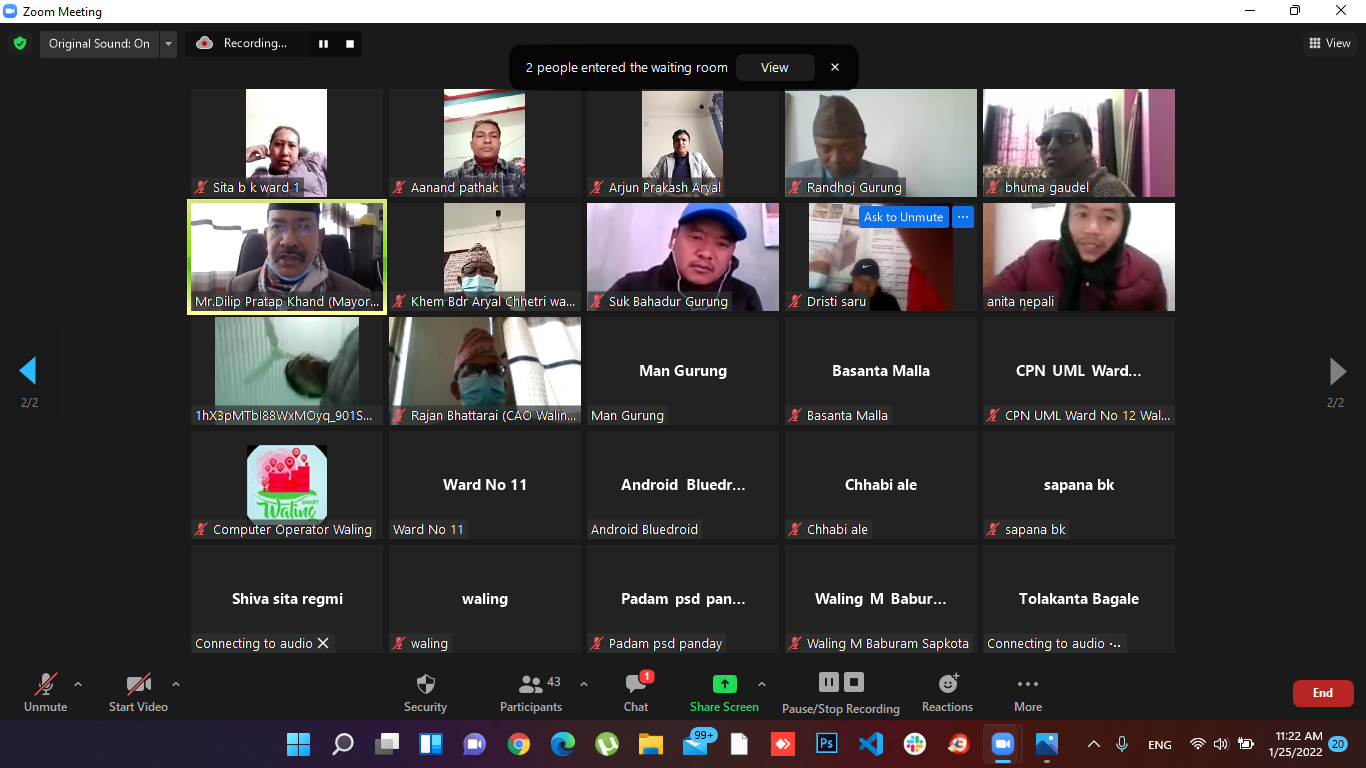 Zoom Meeting
Original Sound: On
Recording...
2 people entered the waiting room
View
View
Sita b k ward 1
Aanand pathak
Arjun Prakash Aryal
Randhoj Gurung
bhuma gaudel
Mr.Dilip Pratap Khand (Mayor...
Khem Bdr Aryal Chhetri wa...
Suk Bahadur Gurung
Ask to Unmute
...
Dristi saru
anita nepali
Rajan Bhattarai (CAO Walin...
Man Gurung
Man Gurung
Basanta Malla
Basanta Malla
CPN UML Ward...
CPN UML Ward No 12 Wal...
2/2
2/2
SMART
Waling
Computer Operator Waling
Ward No 11
Ward No 11
Android Bluedr...
Android Bluedroid
Chhabi ale
Chhabi ale
sapana bk
sapana bk
Shiva sita regmi
Connecting to audio
waling
waling
Padam psd pan...
Padam psd panday
Waling M Babur...
Waling M Baburam Sapkota
Tolakanta Bagale
Connecting to audio
Unmute
Start Video
Security
Participants
43
Chat
1
Share Screen
Pause/Stop Recording
Reactions
More
End
99+
Ps
ENG
11:22 AM
1/25/2022
20